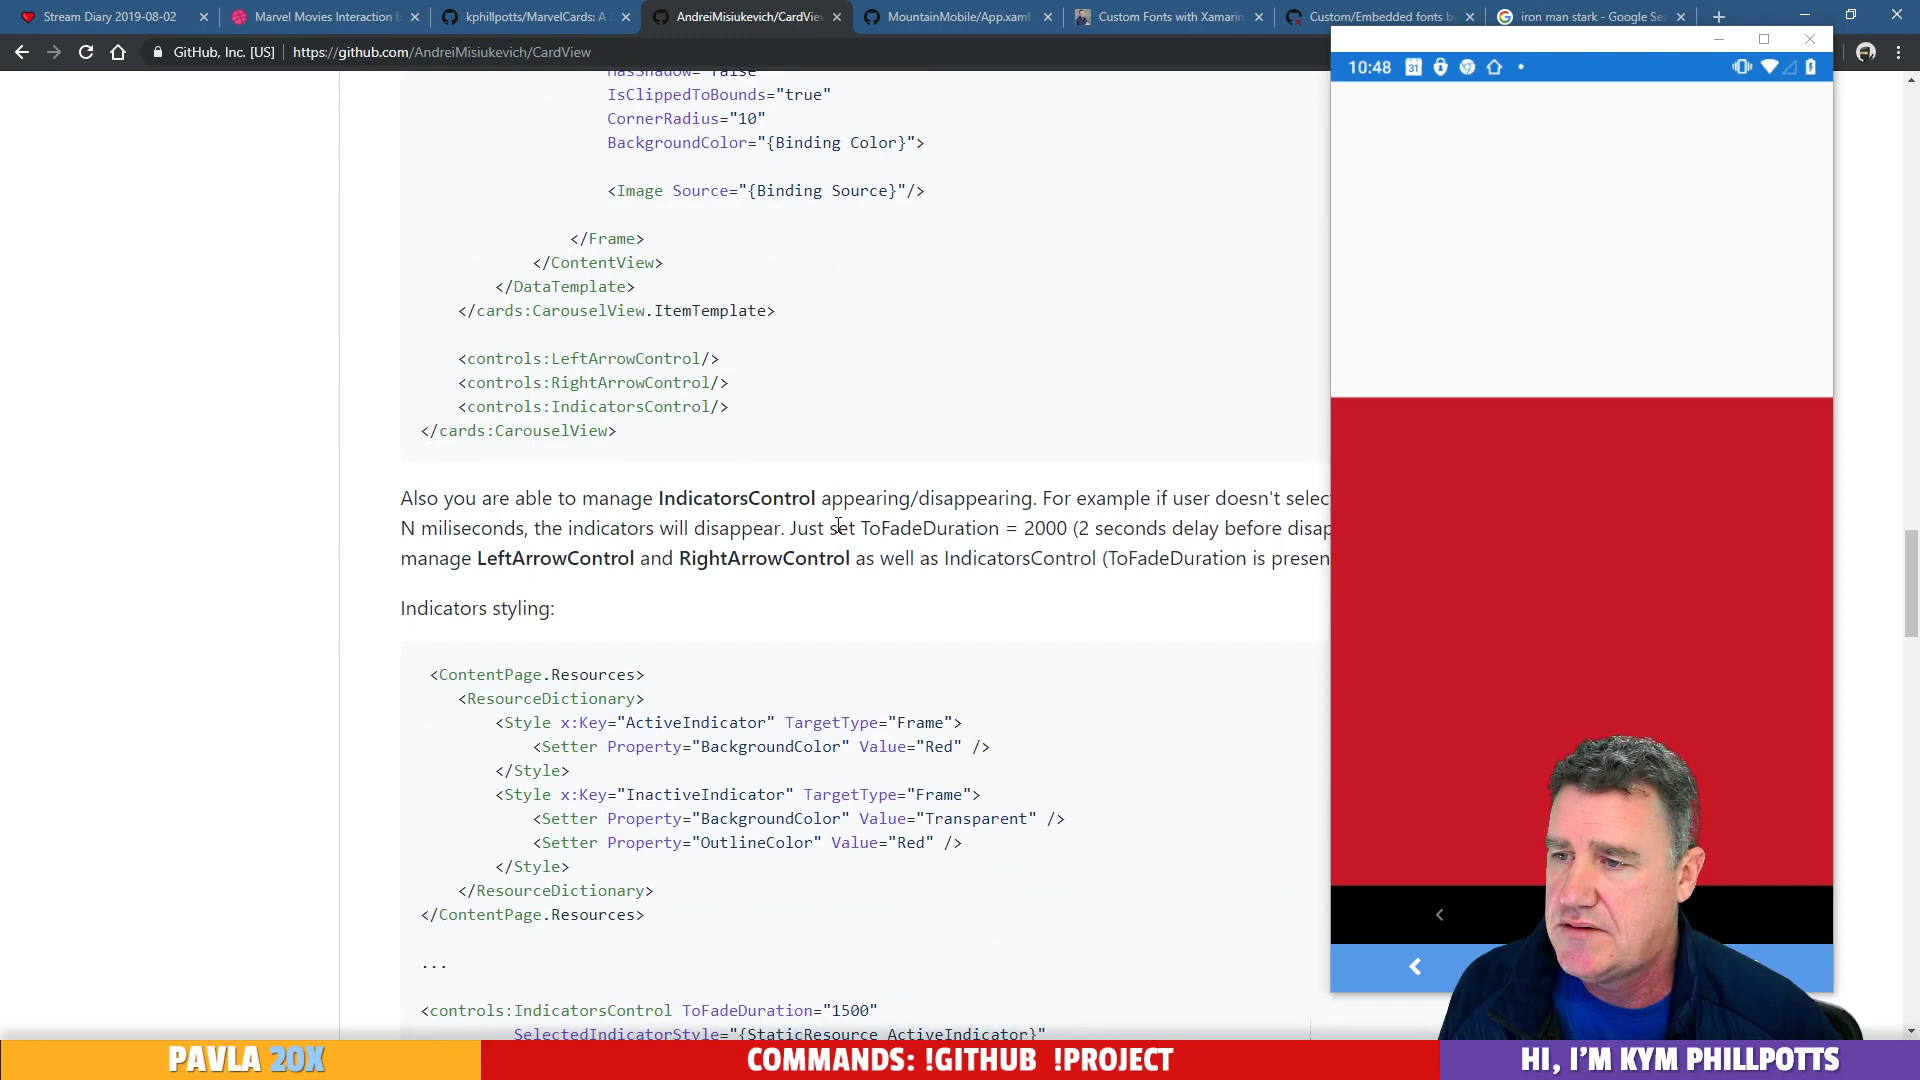 Stream Diary 2019-08-02
Marvel Movies Interaction b
kphillpotts/MarvelCards: A X
AndreiMisiukevich/CardVie
MountainMobile/App.xaml
Custom Fonts with Xamarin
Custom/Embedded fonts b
iron man stark - Google Sea
GitHub, Inc. [US]
https://github.com/AndreiMisiukevich/CardView
10:48
31
HasShadow="false"
IsClippedToBounds="true"
CornerRadius="10"
BackgroundColor="{Binding Color}">
<Image Source="{Binding Source}"/>
</Frame>
</ContentView>
</DataTemplate>
</cards:CarouselView.ItemTemplate>
<controls:LeftArrowControl/>
<controls:RightArrowControl/>
<controls:IndicatorsControl/>
</cards:CarouselView>
Also you are able to manage IndicatorsControl appearing/disappearing. For example if user doesn't selec
N miliseconds, the indicators will disappear. Just set ToFadeDuration = 2000 (2 seconds delay before disap
manage LeftArrowControl and RightArrowControl as well as IndicatorsControl (ToFadeDuration is presen
Indicators styling:
<ContentPage.Resources>
<ResourceDictionary>
<Style x:Key="ActiveIndicator" TargetType="Frame">
<Setter Property="BackgroundColor" Value="Red" />
</Style>
<Style x:Key="InactiveIndicator" TargetType="Frame">
<Setter Property="BackgroundColor" Value="Transparent" />
<Setter Property="OutlineColor" Value="Red" />
</Style>
</ResourceDictionary>
</ContentPage.Resources>
...
<controls:IndicatorsControl ToFadeDuration="1500"
SelectedIndicatorStyle="{StaticResource ActiveIndicator}"
PAVLA 20X
COMMANDS: !GITHUB !PROJECT
HI, I'M KYM PHILLPOTTS